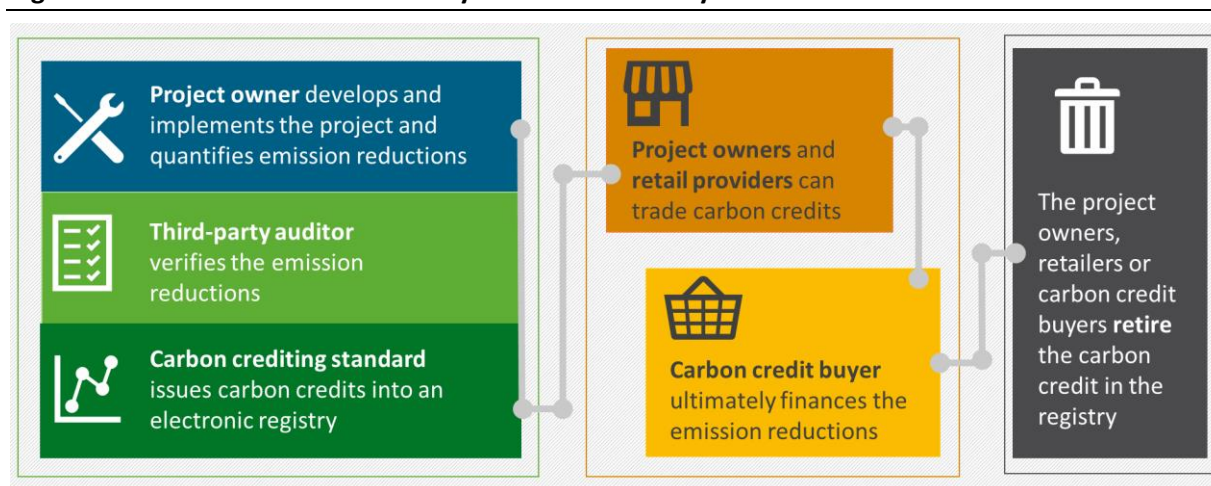 Project owner develops and
implements the project and
quantifies emission reductions
Third-party auditor
verifies the emission
reductions
Carbon crediting standard
issues carbon credits into an
electronic registry
Project owners and
retail providers can
trade carbon credits
Carbon credit buyer
ultimately finances the
emission reductions
The project
owners,
retailers or
carbon credit
buyers retire
the carbon
credit in the
registry